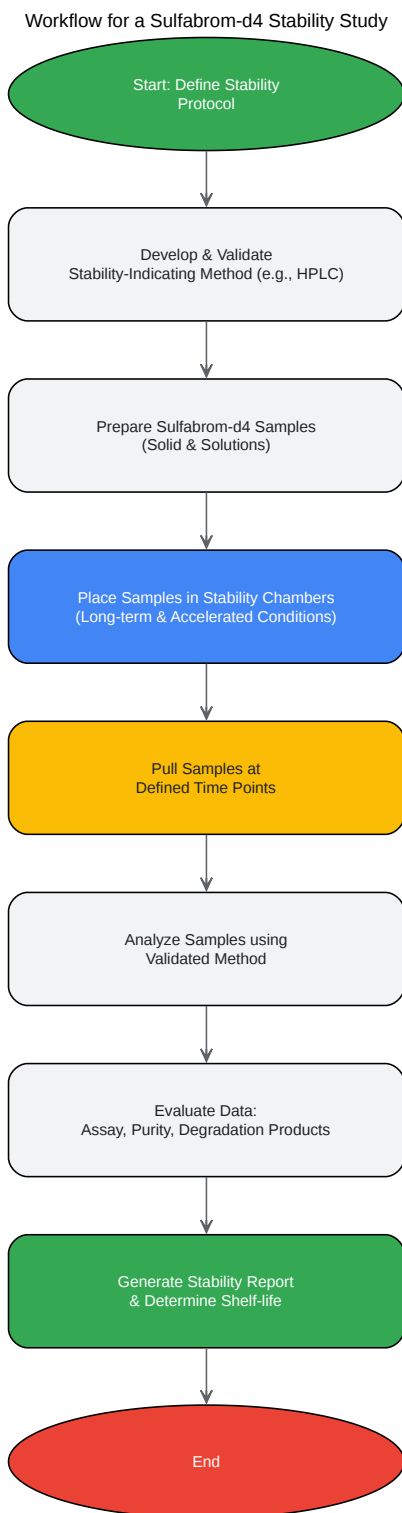 Workflow for a Sulfabrom-d4 Stability Study
Start: Define Stability
Protocol
Develop & Validate
Stability-Indicating Method (e.g., HPLC)
Prepare Sulfabrom-d4 Samples
(Solid & Solutions)
Place Samples in Stability Chambers
(Long-term & Accelerated Conditions)
Pull Samples at
Defined Time Points
Analyze Samples using
Validated Method
Evaluate Data:
Assay, Purity, Degradation Products
Generate Stability Report
& Determine Shelf-life
End